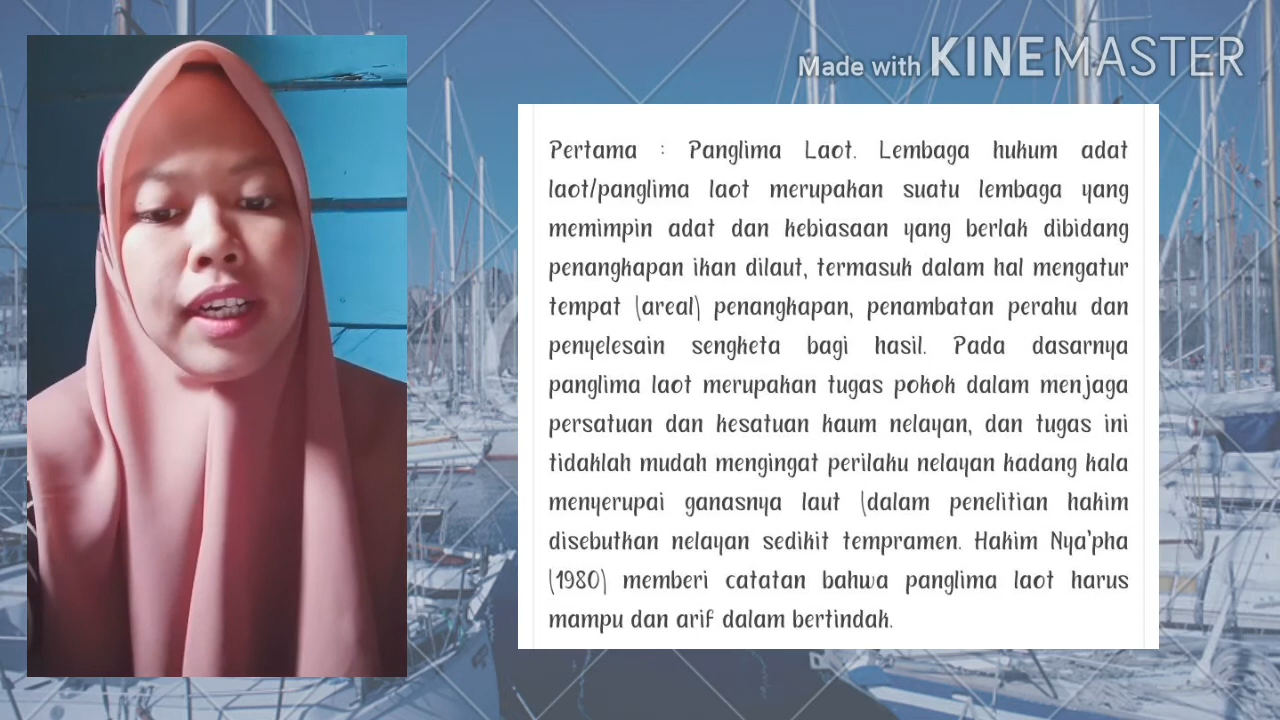 Made with KINEMASTER
Pertama : Panglima Laot. Lembaga hukum adat
laot/panglima laot merupakan suatu lembaga yang
memimpin adat dan kebiasaan yang berlak dibidang
penangkapan ikan dilaut, termasuk dalam hal mengatur
tempat (areal) penangkapan, penambatan perahu dan
penyelesain sengketa bagi hasil. Pada dasarnya
panglima laot merupakan tugas pokok dalam menjaga
persatuan dan kesatuan kaum nelayan, dan tugas ini
tidaklah mudah mengingat perilaku nelayan kadang kala
menyerupai ganasnya laut (dalam penelitian hakim
disebutkan nelayan sedikit tempramen. Hakim Nya'pha
(1980) memberi catatan bahwa panglima laot harus
mampu dan arif dalam bertindak.